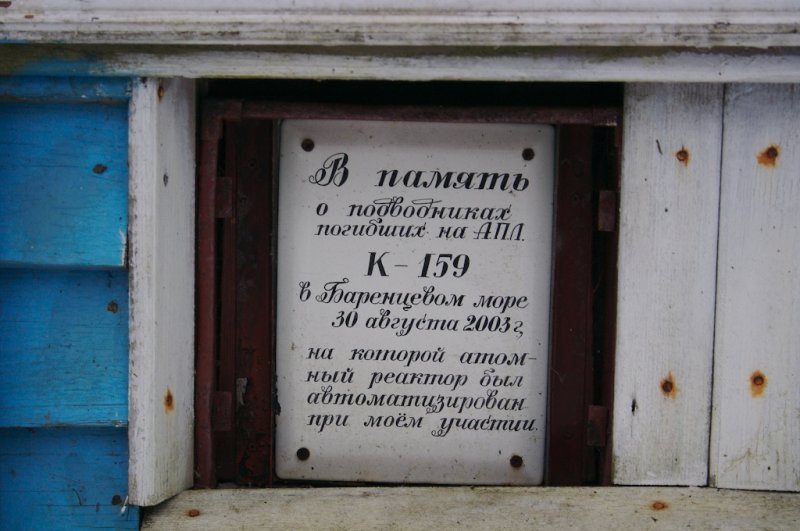 В память
о подводниках
погибших на АПЛ.
К-159
в Баренцевом море
30 августа 2003г,
на которой атом-
ный реактор был
автоматизирован
при моём участии.